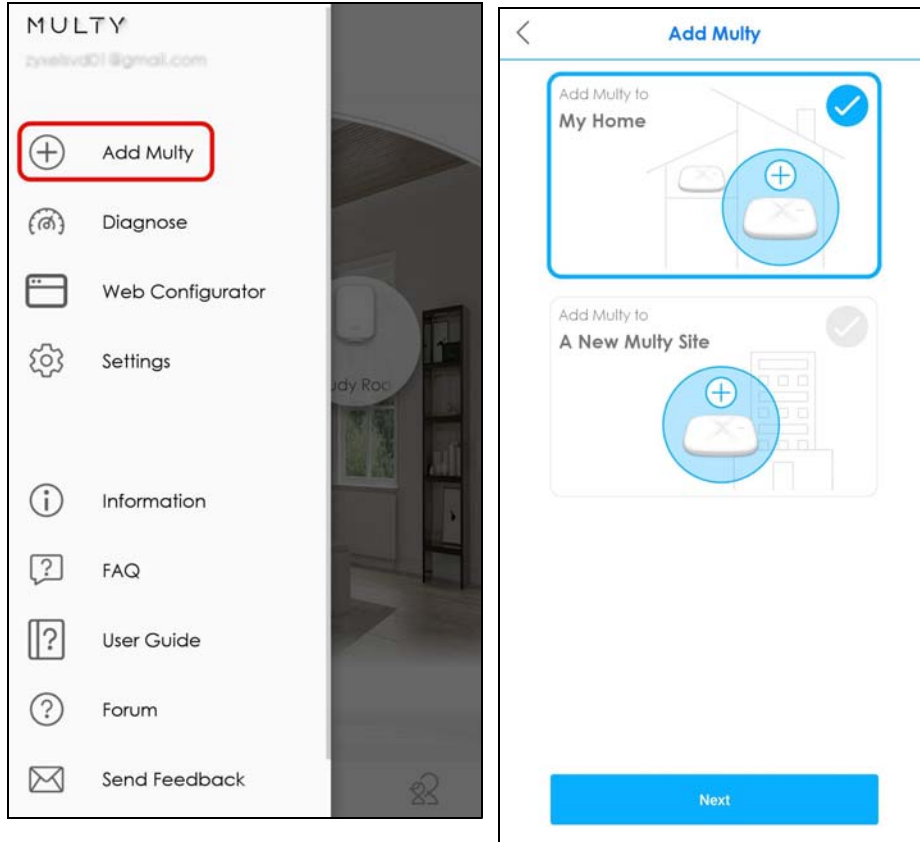 MULTY
Add Multy
Diagnose
Web Configurator
Settings
Information
FAQ
User Guide
Forum
Send Feedback
Add Multy
Add Multy to
My Home
Add Multy to
A New Multy Site
Next